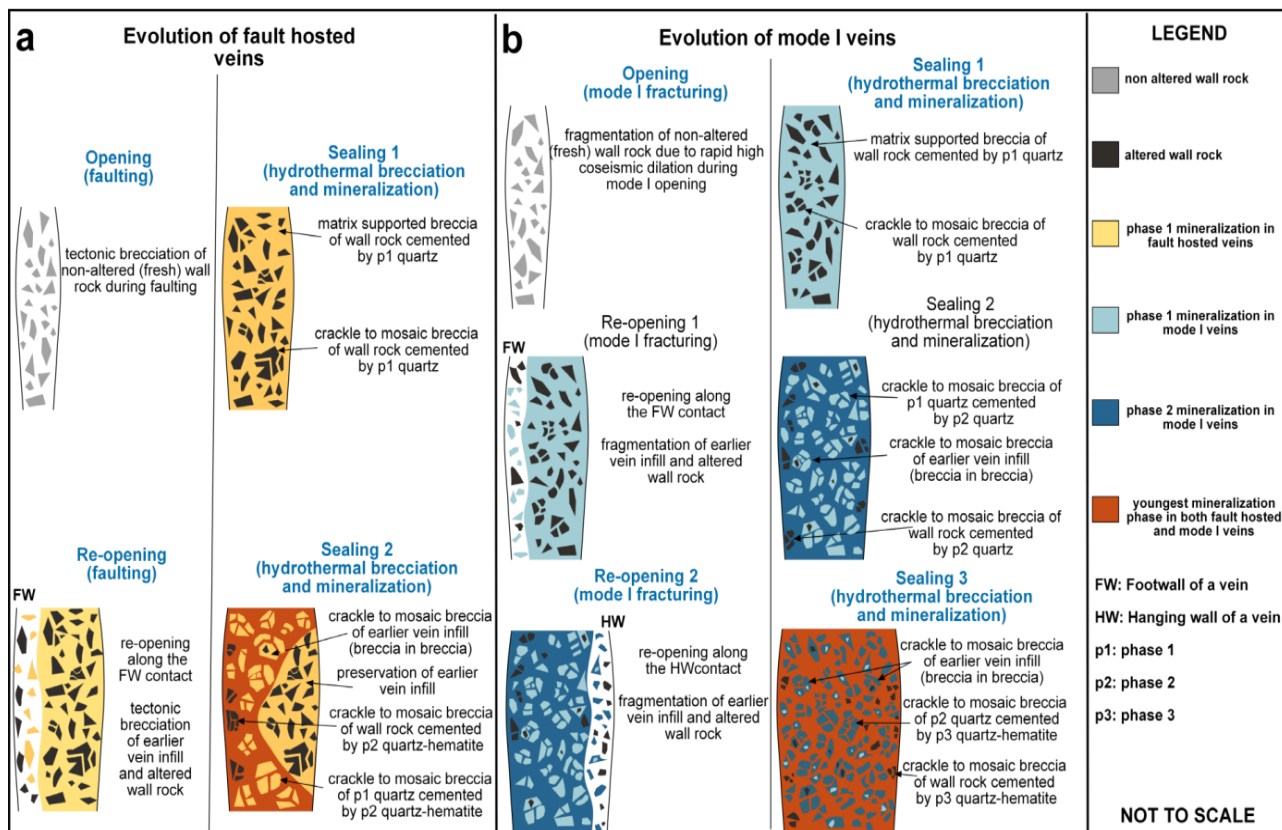 a
Evolution of fault hosted
veins
Opening
(faulting)
tectonic brecciation of
non-altered (fresh) wall
rock during faulting
Sealing 1
(hydrothermal brecciation
and mineralization)
matrix supported breccia
of wall rock cemented
by p1 quartz
crackle to mosaic breccia
of wall rock cemented
by p1 quartz
Re-opening
(faulting)
FW
re-opening
along the
FW contact
tectonic
brecciation
of earlier
vein infill
and altered
wall rock
Sealing 2
(hydrothermal brecciation
and mineralization)
crackle to mosaic breccia
of earlier vein infill
(breccia in breccia)
preservation of earlier
vein infill
crackle to mosaic breccia
of wall rock cemented
by p2 quartz-hematite
crackle to mosaic breccia
of p1 quartz cemented
by p2 quartz-hematite
b
Evolution of mode I veins
Opening
(mode I fracturing)
fragmentation of non-altered
(fresh) wall rock due to rapid high
coseismic dilation during
mode I opening
Sealing 1
(hydrothermal brecciation
and mineralization)
matrix supported breccia of
wall rock cemented by p1 quartz
crackle to mosaic breccia of
wall rock cemented
by p1 quartz
Re-opening 1
(mode I fracturing)
FW
re-opening along
the FW contact
fragmentation of earlier
vein infill and altered
wall rock
Sealing 2
(hydrothermal brecciation
and mineralization)
crackle to mosaic breccia of
p1 quartz cemented
by p2 quartz
crackle to mosaic breccia
of earlier vein infill
(breccia in breccia)
crackle to mosaic breccia of
wall rock cemented
by p2 quartz
Re-opening 2
(mode I fracturing)
HW
re-opening along
the HWcontact
fragmentation of earlier
vein infill and altered
wall rock
Sealing 3
(hydrothermal brecciation
and mineralization)
crackle to mosaic breccia
of earlier vein infill
(breccia in breccia)
crackle to mosaic breccia
of p2 quartz cemented
by p3 quartz-hematite
crackle to mosaic breccia
of wall rock cemented
by p3 quartz-hematite
LEGEND
non altered wall rock
altered wall rock
phase 1 mineralization in
fault hosted veins
phase 1 mineralization in
mode I veins
phase 2 mineralization in
mode I veins
youngest mineralization
phase in both fault hosted
and mode I veins
FW: Footwall of a vein
HW: Hanging wall of a vein
p1: phase 1
p2: phase 2
p3: phase 3
NOT TO SCALE